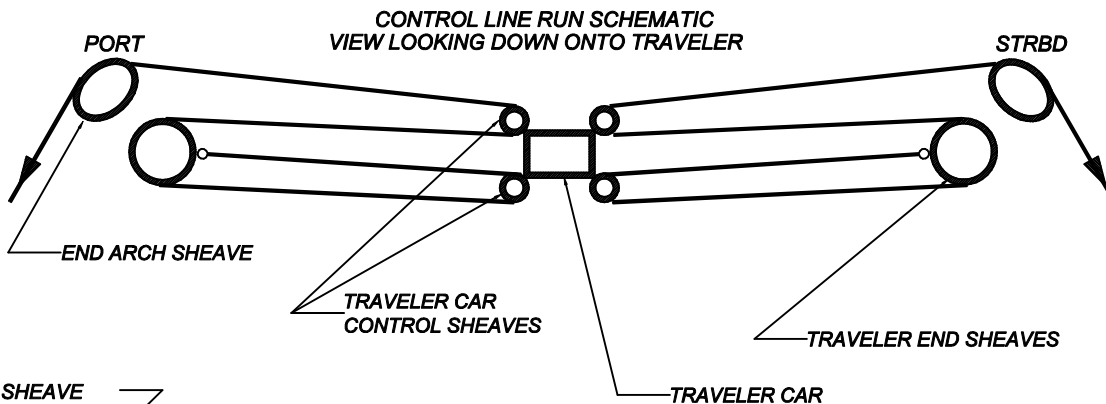 CONTROL LINE RUN SCHEMATIC
VIEW LOOKING DOWN ONTO TRAVELER
PORT
STRBD
END ARCH SHEAVE
TRAVELER CAR
CONTROL SHEAVES
TRAVELER END SHEAVES
SHEAVE
TRAVELER CAR